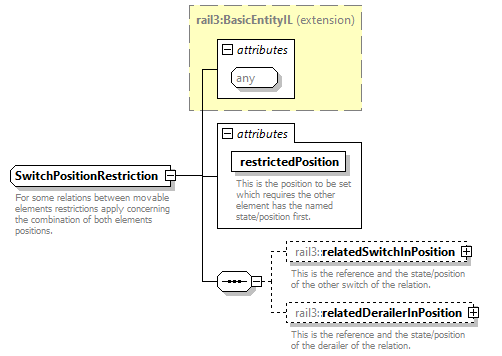 rail3:BasicEntityIL (extension)
attributes
any
attributes
restrictedPosition
This is the position to be set
which requires the other
element has the named
state/position first.
SwitchPositionRestriction
For some relations between movable
elements restrictions apply concerning
the combination of both elements
positions.
rail3::relatedSwitchInPosition
This is the reference and the state/position
of the other switch of the relation.
rail3::relatedDerailerInPosition
This is the reference and the state/position
of the derailer of the relation.